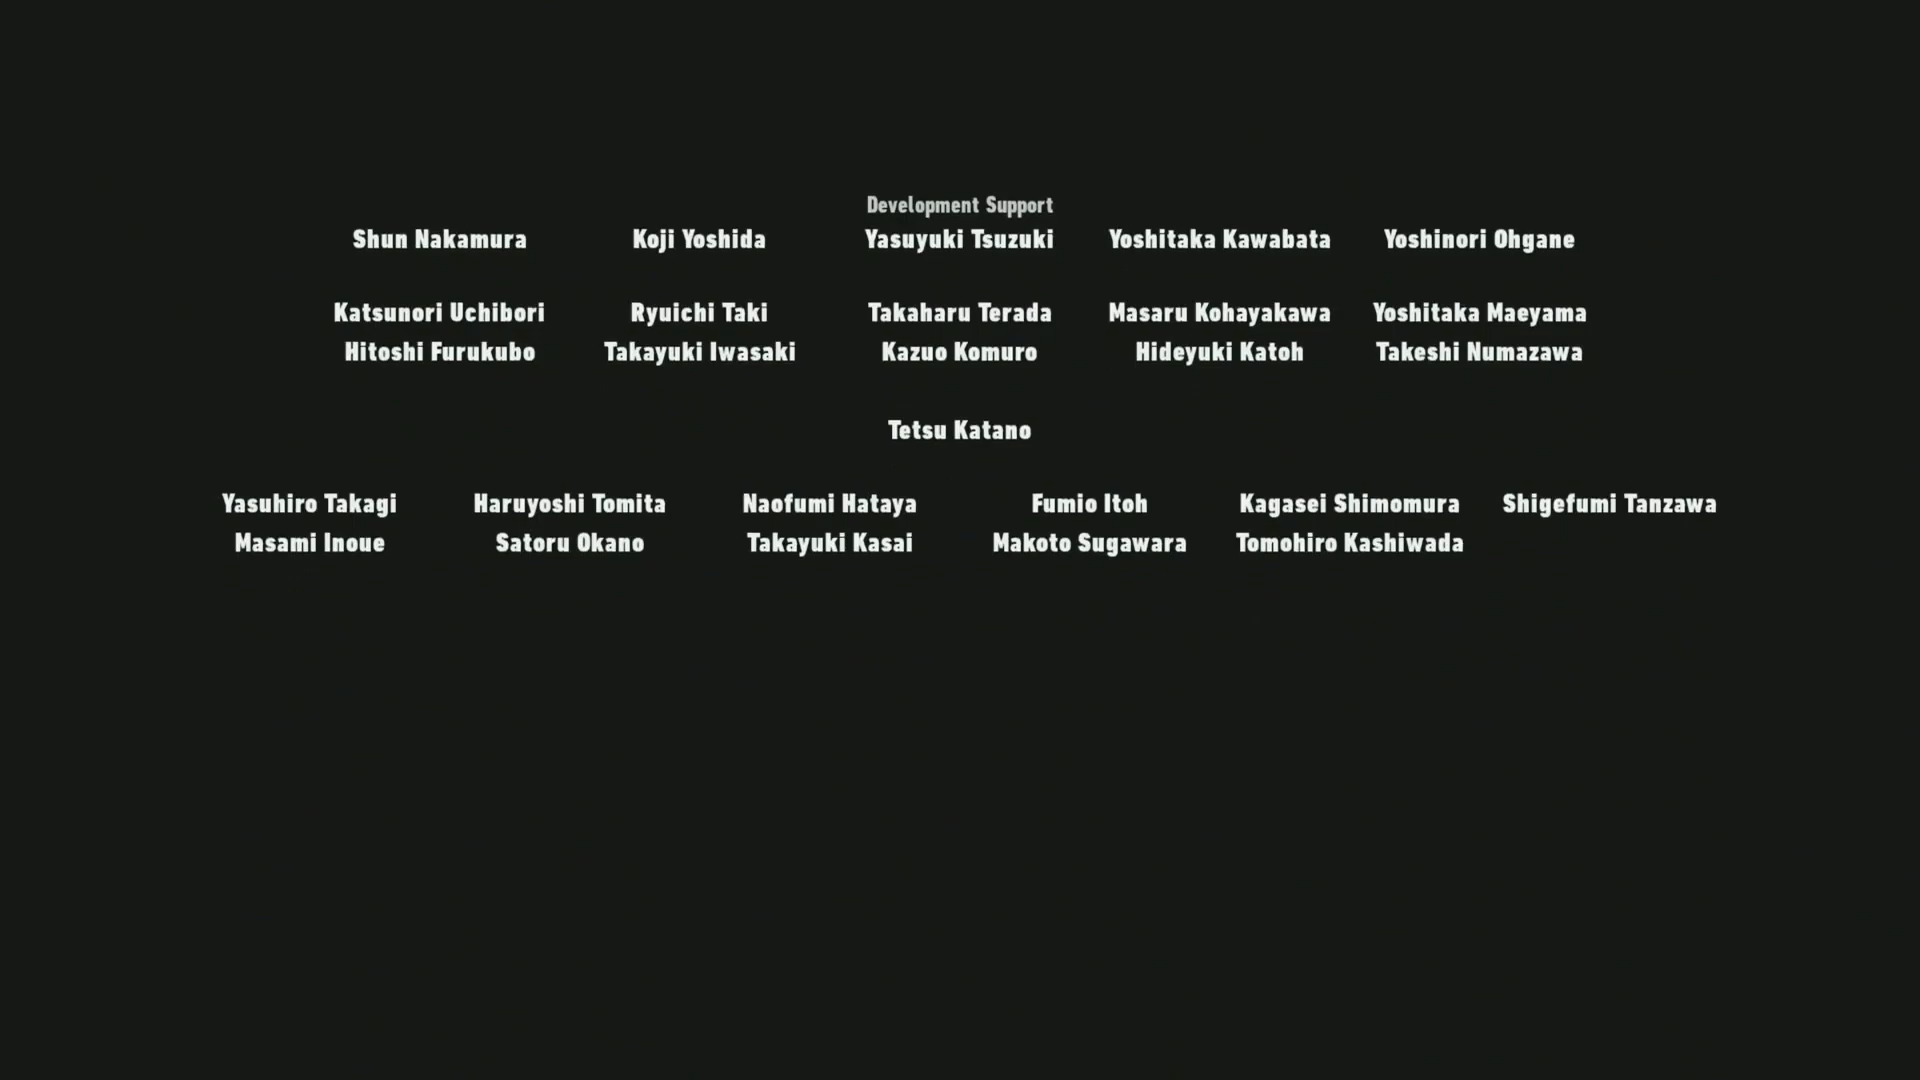 Development Support
Shun Nakamura Koji Yoshida Yasuyuki Tsuzuki Yoshitaka Kawabata Yoshinori Ohgane
Katsunori Uchibori Ryuichi Taki Takaharu Terada Masaru Kohayakawa Yoshitaka Maeyama
Hitoshi Furukubo Takayuki Iwasaki Kazuo Komuro Hideyuki Katoh Takeshi Numazawa
Tetsu Katano
Yasuhiro Takagi Haruyoshi Tomita Naofumi Hataya Fumio Itoh Kagasei Shimomura Shigefumi Tanzawa
Masami Inoue Satoru Okano Takayuki Kasai Makoto Sugawara Tomohiro Kashiwada